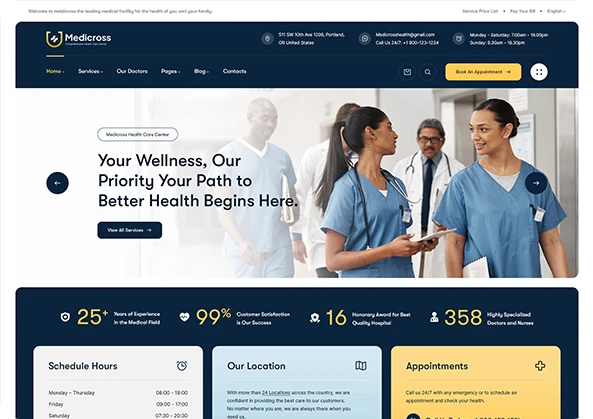 Welcome to medicross the leading medical facility for the health of you and your family.
Service Price List • Pay Your Bill • English
Medicross
Comprehensive Health Care Center
511 SW 10th Ave 1206, Portland,
OR United States
Medicrosshealth@gmail.com
Call Us 24/7: +1 800-123-1234
Monday - Saturday: 7.00am - 19.00pm
Sunday: 8.30am - 19.30pm
Home
Services
Our Doctors
Pages
Blog
Contacts
Book An Appointment
Medicross Health Care Center
Your Wellness, Our
Priority Your Path to
Better Health Begins Here.
View All Services
25+
Years of Experience
in the Medical Field
99%
Customer Satisfaction
Is Our Success
16
Honorary Award for Best
Quality Hospital
358
Highly Specialized
Doctors and Nurses
Schedule Hours
Monday - Thursday 08:00 - 18:00
Friday 09:00 - 17:00
Saturday 07:30 - 20:30
Our Location
With more than 24 Locations across the country, we are
confident in providing the best care to our customers.
No matter where you are, we are always there when you
need us.
Appointments
Call us 24/7 with any emergency or to schedule an
appointment and check your health.